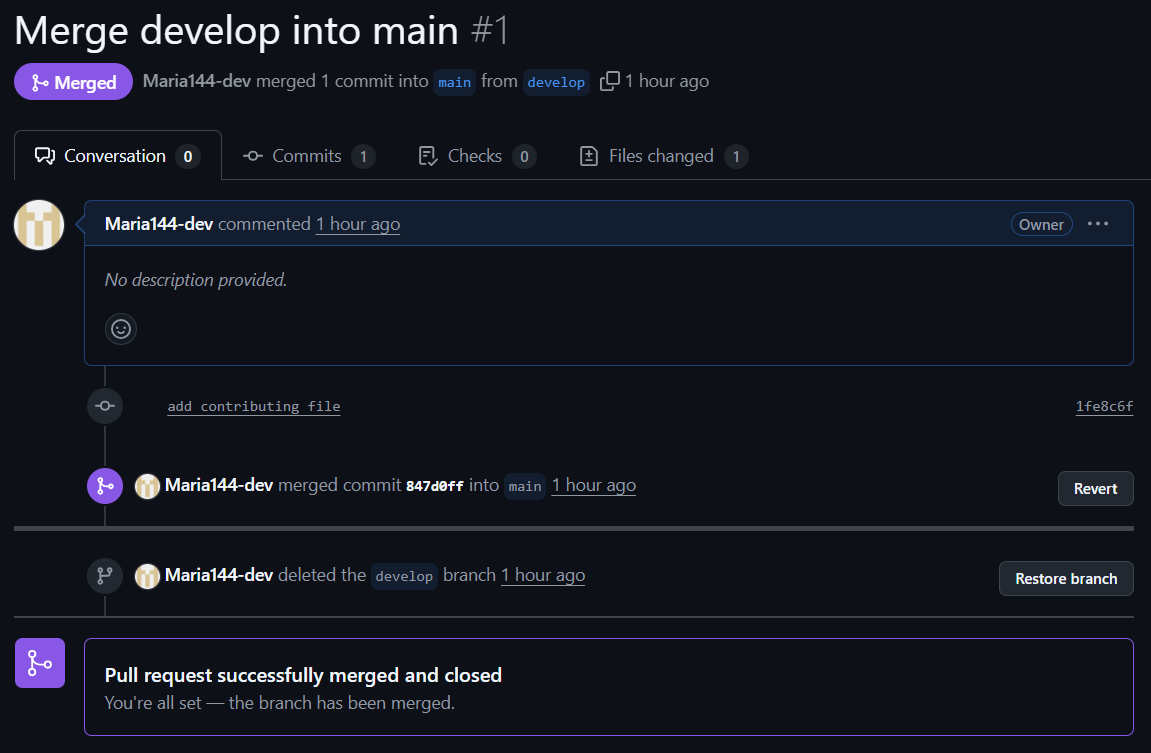 Merge develop into main #1
Merged Maria144-dev merged 1 commit into main from develop 1 hour ago
Conversation 0 Commits 1 Checks 0 Files changed 1
Maria144-dev commented 1 hour ago Owner
No description provided.
add contributing file 1fe8c6f
Maria144-dev merged commit 847d0ff into main 1 hour ago Revert
Maria144-dev deleted the develop branch 1 hour ago Restore branch
Pull request successfully merged and closed
You're all set — the branch has been merged.